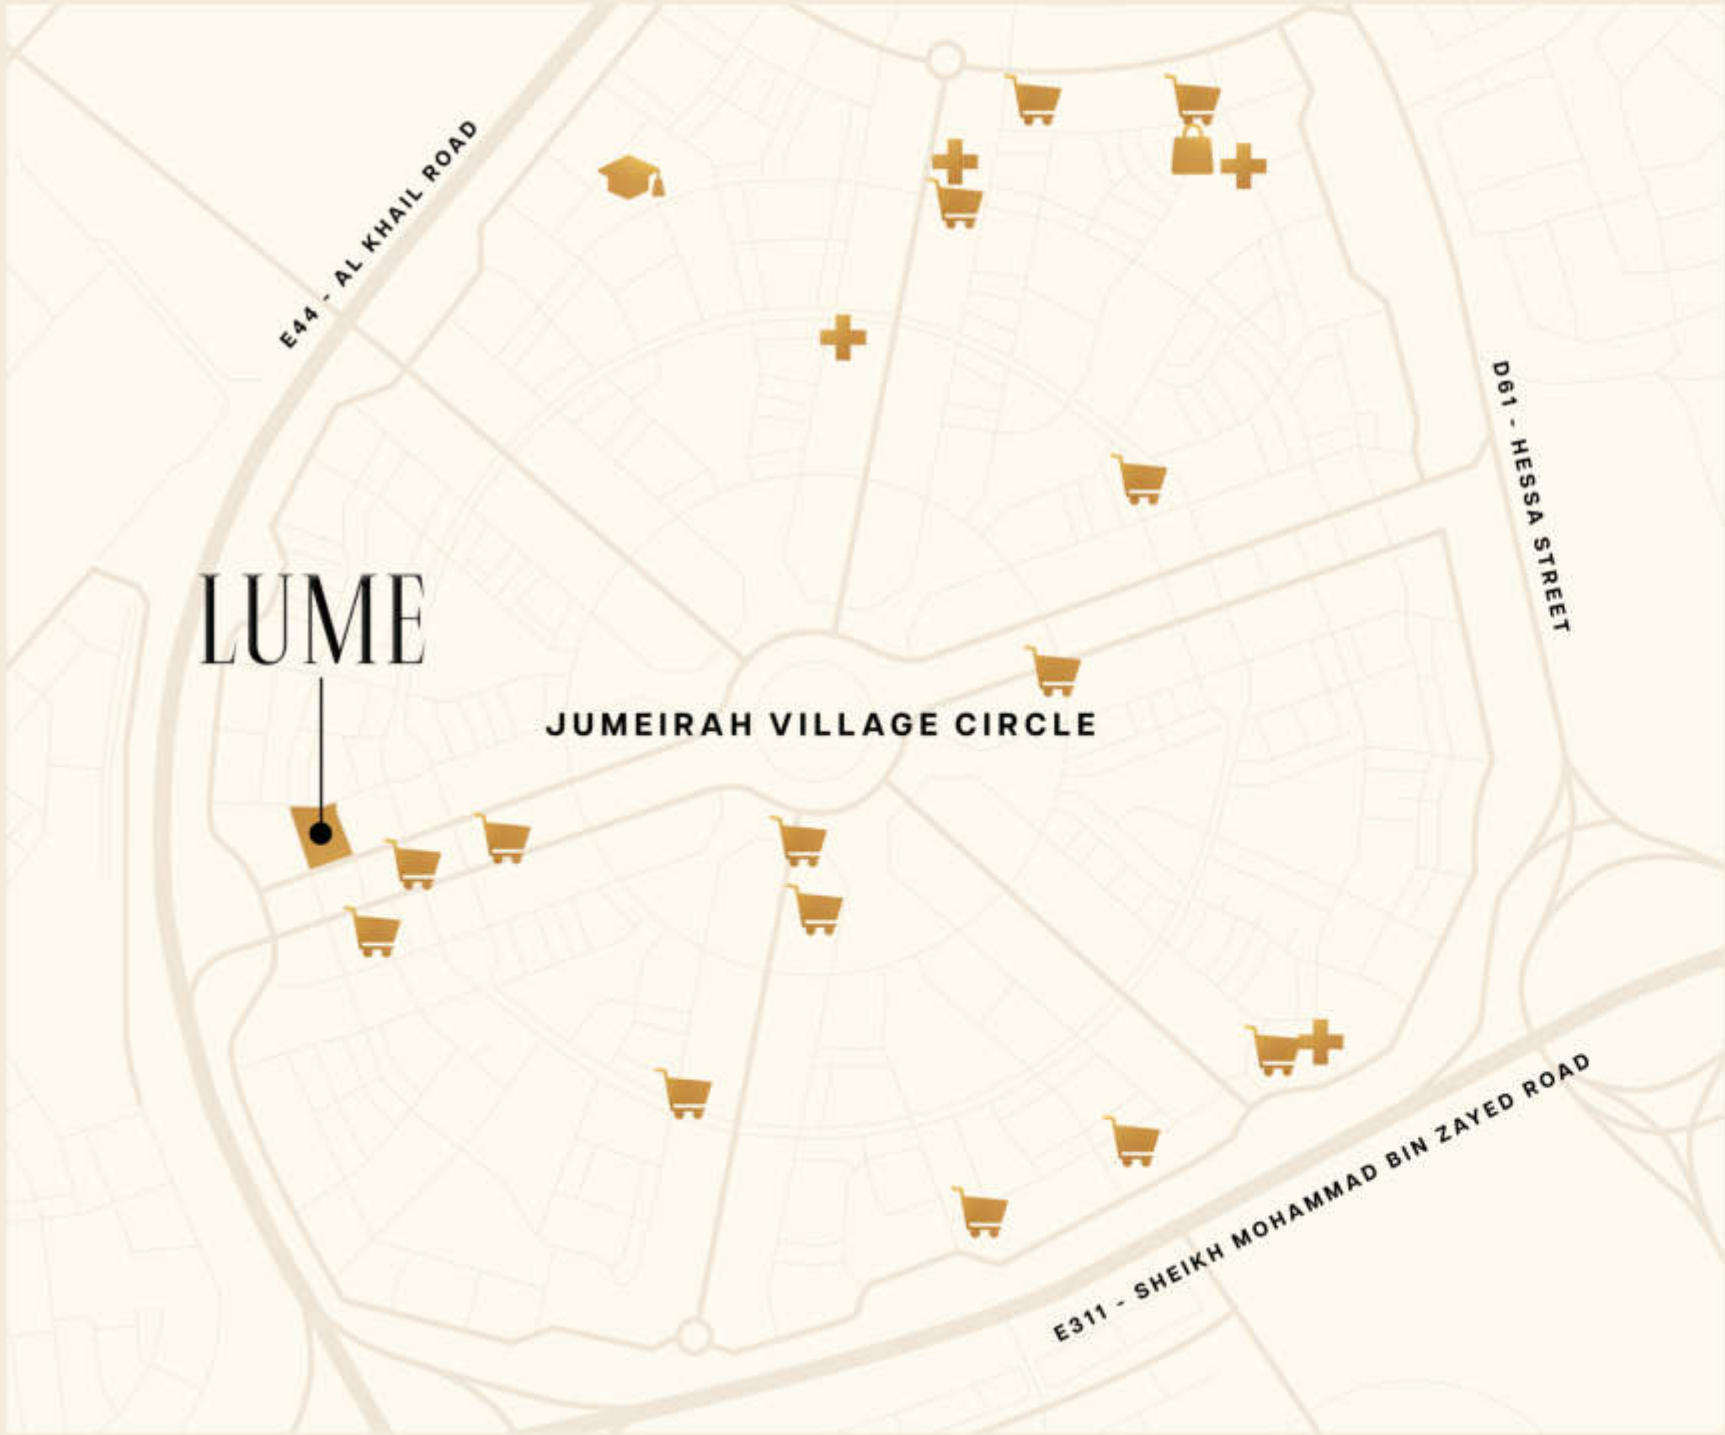 E44 - AL KHAIL ROAD
D61 - HESSA STREET
LUME
JUMEIRAH VILLAGE CIRCLE
E311 - SHEIKH MOHAMMAD BIN ZAYED ROAD